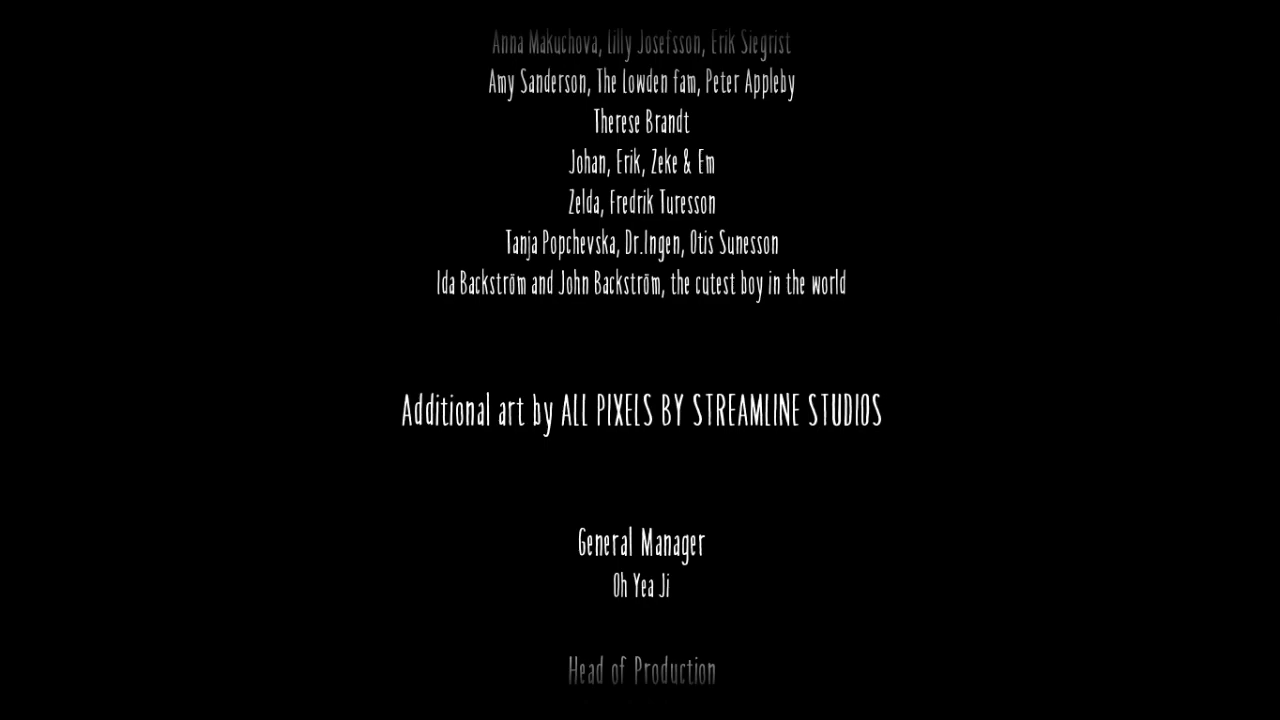 Anna Makuchova, Lilly Josefsson, Erik Siegrist
Amy Sanderson, The Lowden fam, Peter Appleby
Therese Brandt
Johan, Erik, Zeke & Em
Zelda, Fredrik Turesson
Tanja Popchevska, Dr.Ingen, Otis Sunesson
Ida Backström and John Backström, the cutest boy in the world
Additional art by ALL PIXELS BY STREAMLINE STUDIOS
General Manager
Oh Yea Ji
Head of Production